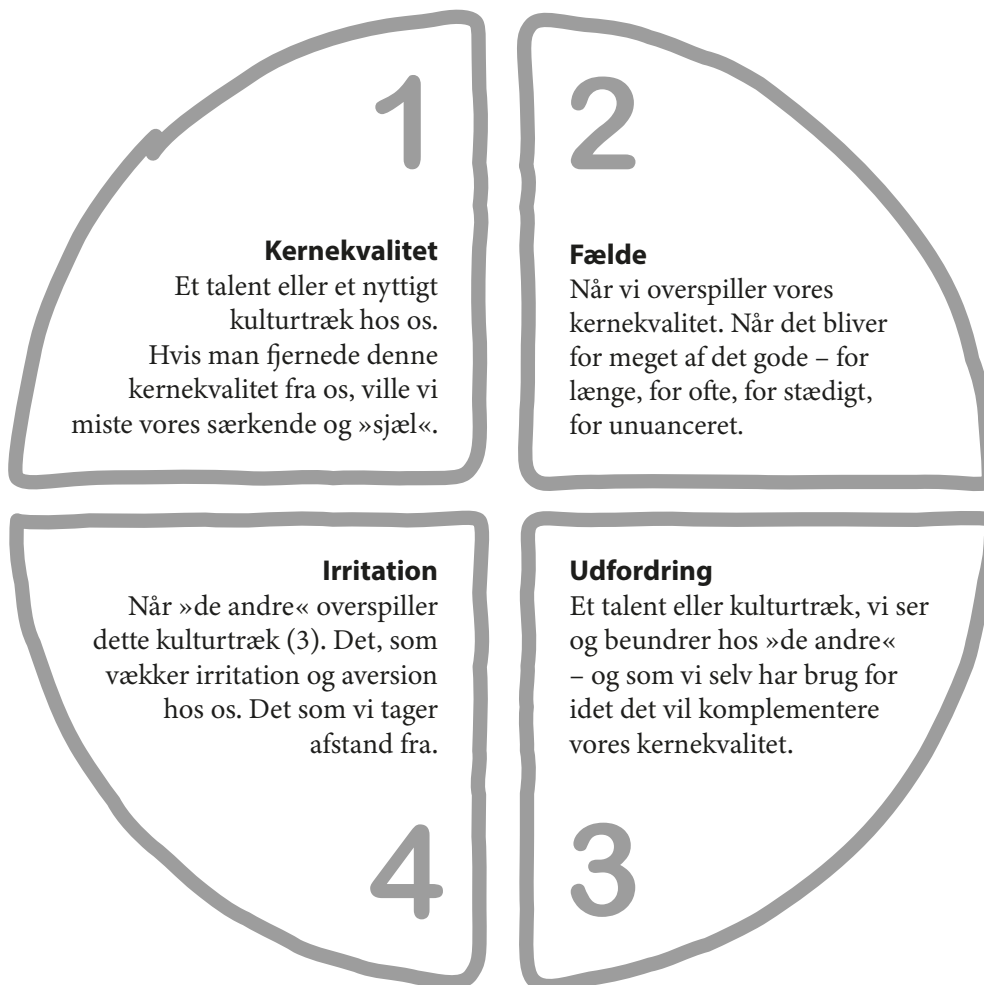 1
Kernekvalitet
Et talent eller et nyttigt
kulturtræk hos os.
Hvis man fjernede denne
kernekvalitet fra os, ville vi
miste vores særkende og »sjæl«.
2
Fælde
Når vi overspiller vores
kernekvalitet. Når det bliver
for meget af det gode – for
længe, for ofte, for stædigt,
for unuanceret.
Udfordring
Et talent eller kulturtræk, vi ser
og beundrer hos »de andre«
– og som vi selv har brug for
idet det vil komplementere
vores kernekvalitet.
3
Irritation
Når »de andre« overspiller
dette kulturtræk (3). Det, som
vækker irritation og aversion
hos os. Det som vi tager
afstand fra.
4